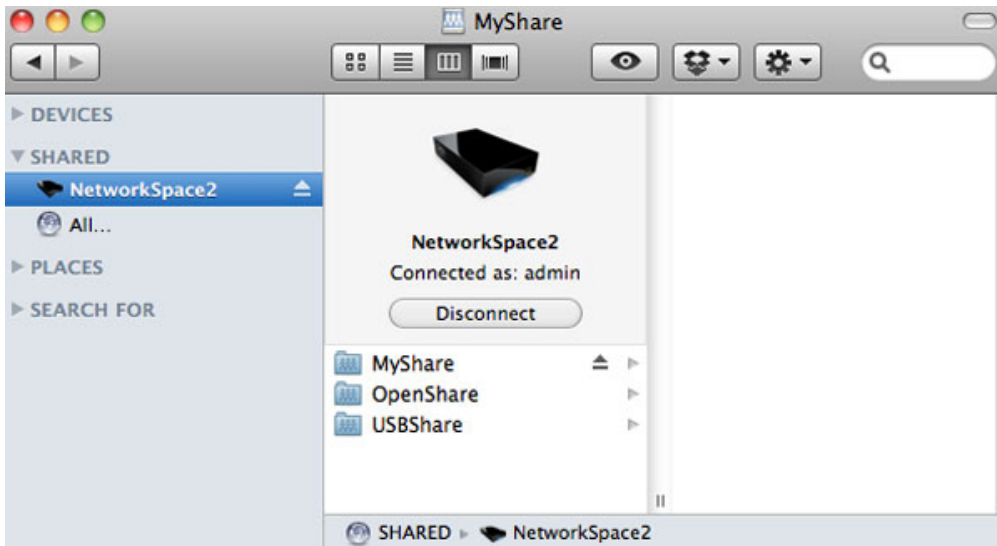 MyShare
DEVICES
SHARED
NetworkSpace2
All...
PLACES
SEARCH FOR
NetworkSpace2
Connected as: admin
Disconnect
MyShare
OpenShare
USBShare
SHARED NetworkSpace2